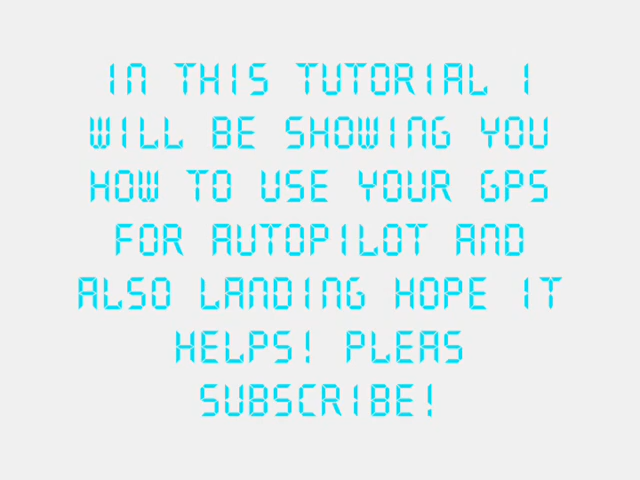 IN THIS TUTORIAL I
WILL BE SHOWING YOU
HOW TO USE YOUR GPS
FOR AUTOPILOT AND
ALSO LANDING HOPE IT
HELPS! PLEAS
SUBSCRIBE!